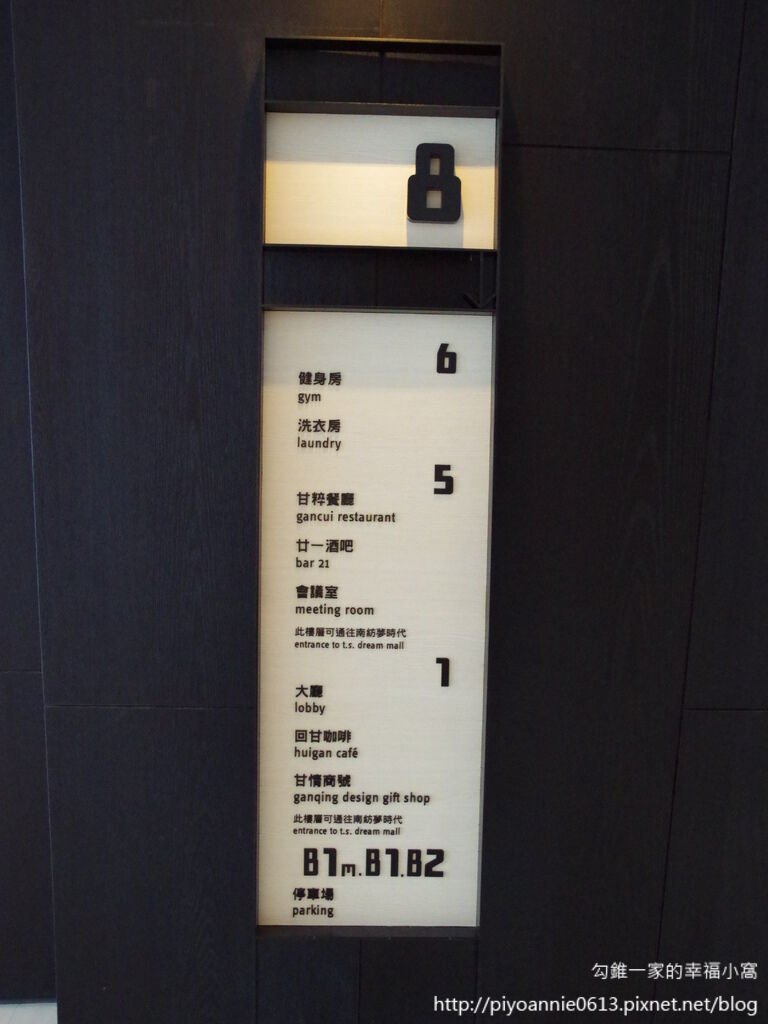 8
6
健身房
gym
洗衣房
laundry
5
甘粹餐廳
gancui restaurant
廿一酒吧
bar 21
會議室
meeting room
此樓層可通往南紡夢時代
entrance to t.s. dream mall
1
大廳
lobby
回甘咖啡
huigan café
甘情商號
ganqing design gift shop
此樓層可通往南紡夢時代
entrance to t.s. dream mall
B1m.B1.B2
停車場
parking
勾錐一家的幸福小窩
http://piyoannie0613.pixnet.net/blog